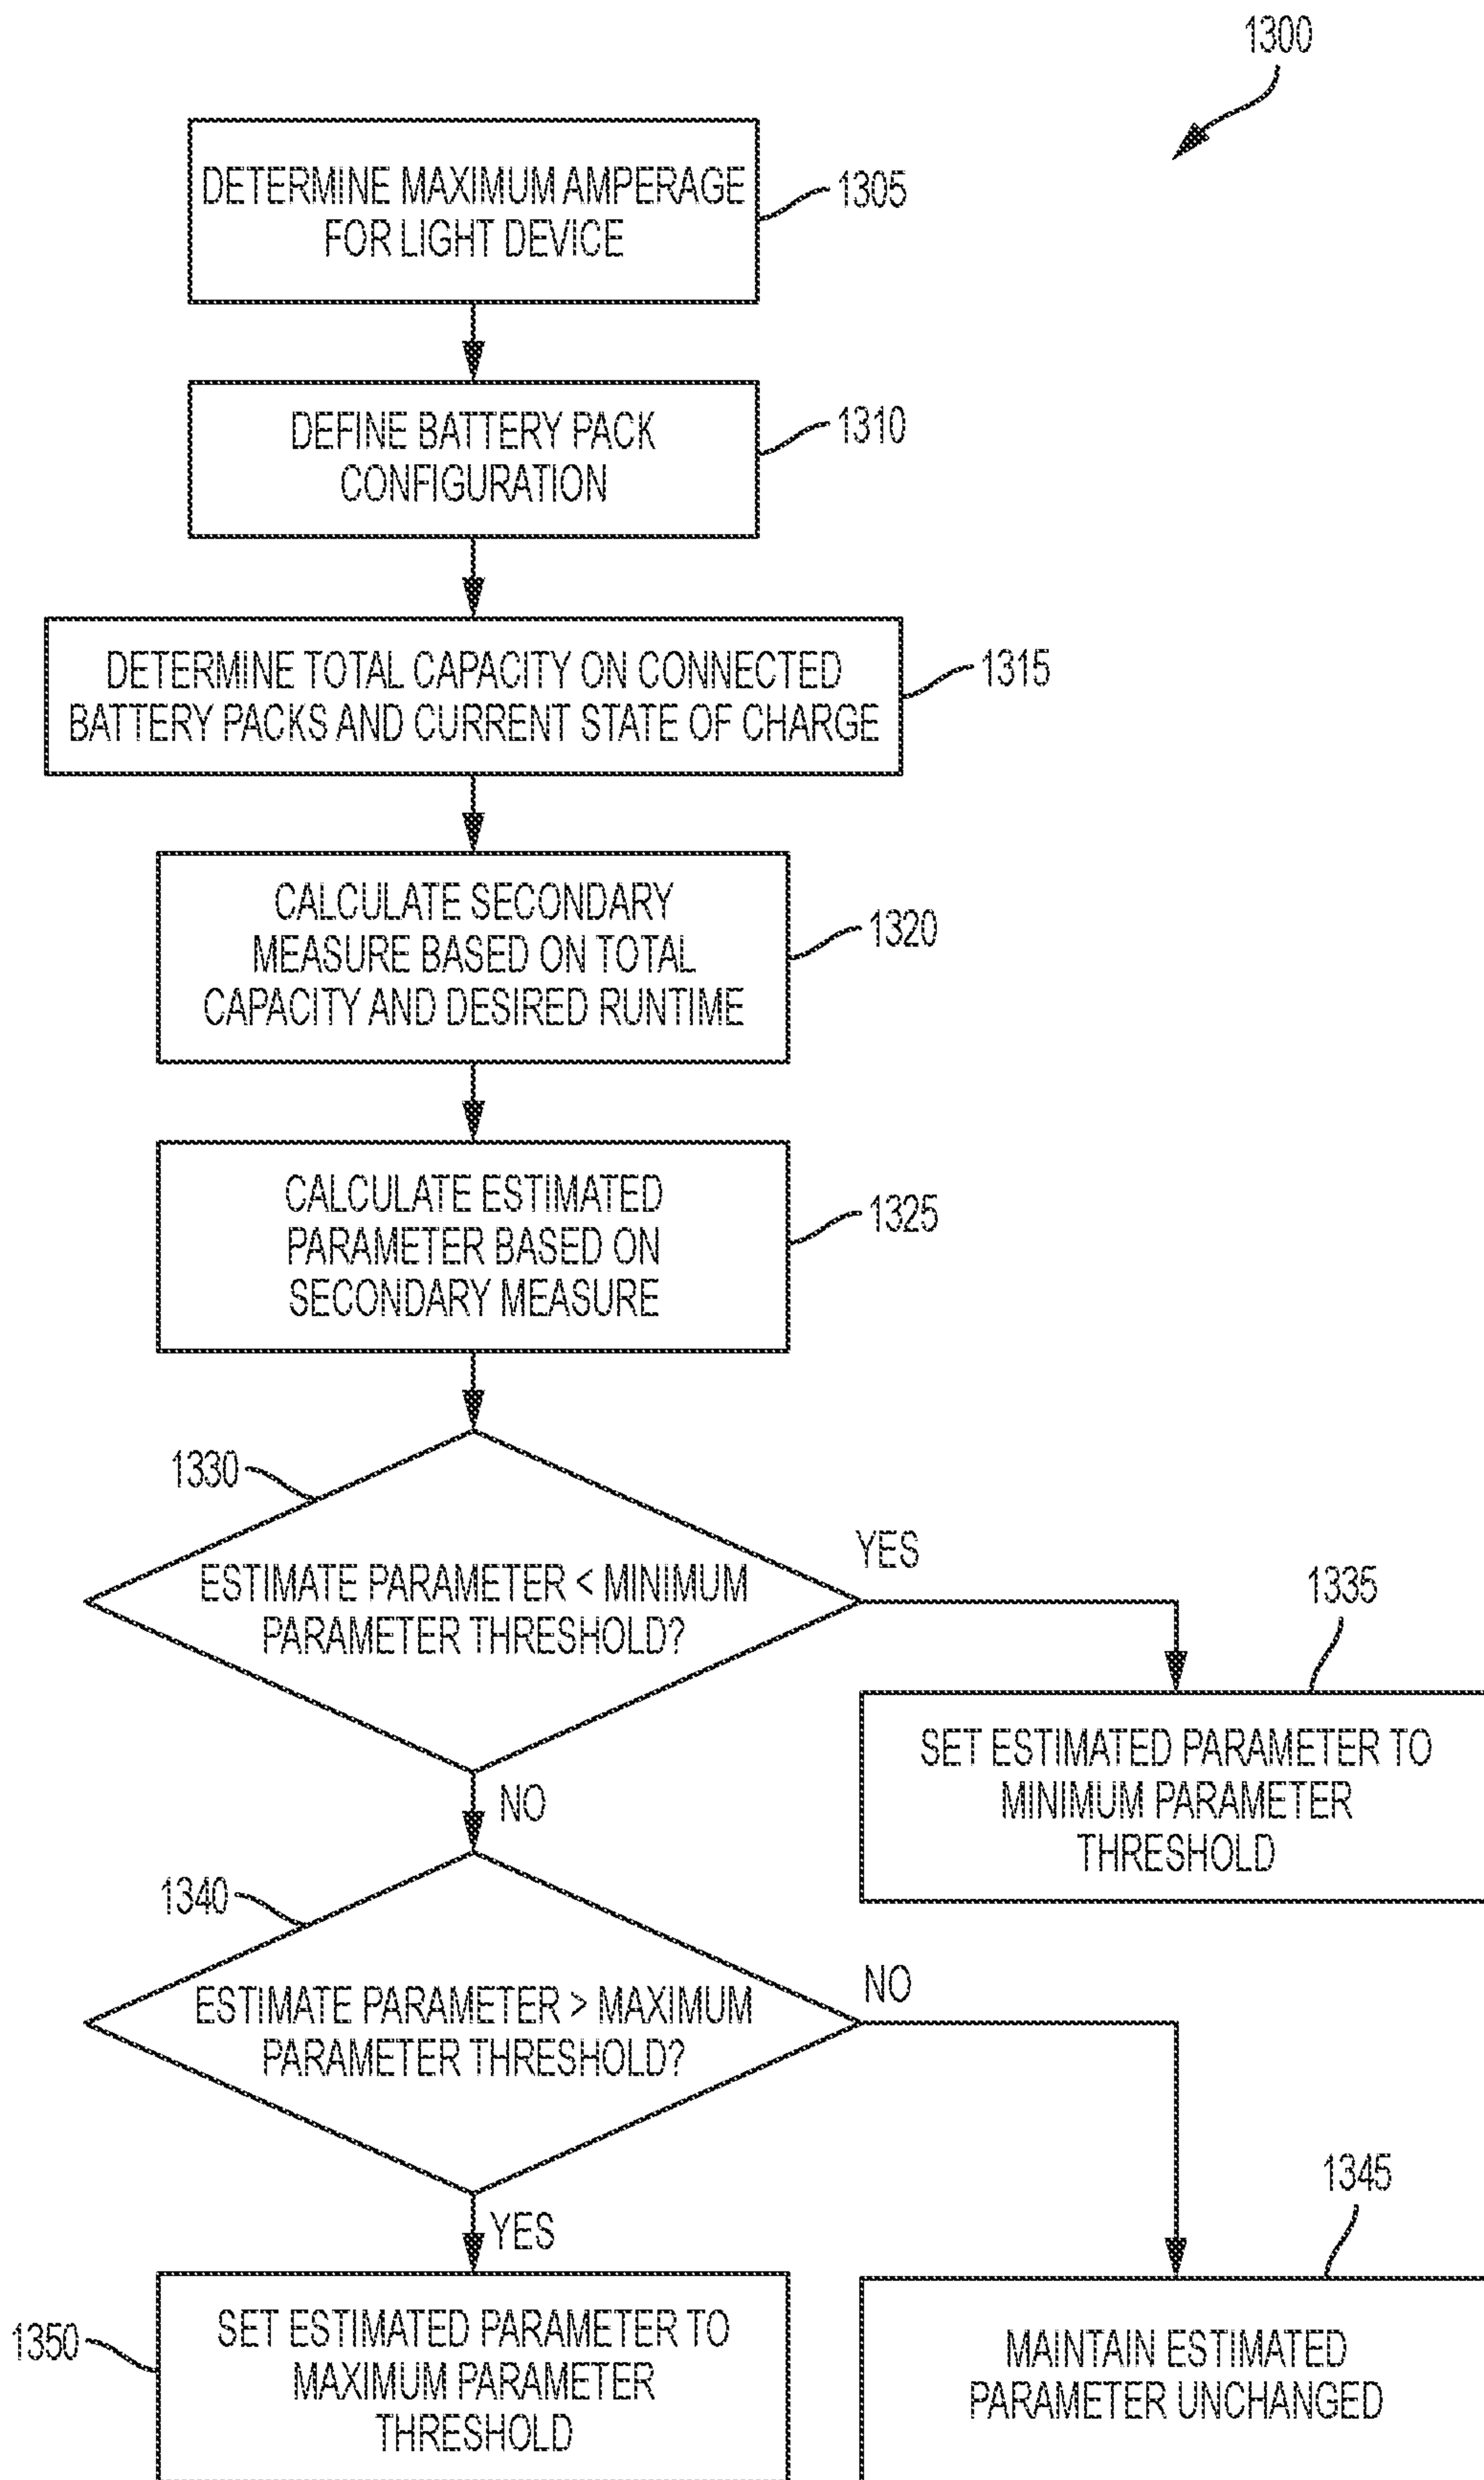 1300
DETERMINE MAXIMUM AMPERAGE
FOR LIGHT DEVICE
1305
DEFINE BATTERY PACK
CONFIGURATION
1310
DETERMINE TOTAL CAPACITY ON CONNECTED
BATTERY PACKS AND CURRENT STATE OF CHARGE
1315
CALCULATE SECONDARY
MEASURE BASED ON TOTAL
CAPACITY AND DESIRED RUNTIME
1320
CALCULATE ESTIMATED
PARAMETER BASED ON
SECONDARY MEASURE
1325
1330
ESTIMATE PARAMETER < MINIMUM
PARAMETER THRESHOLD?
YES
1335
SET ESTIMATED PARAMETER TO
MINIMUM PARAMETER
THRESHOLD
NO
1340
ESTIMATE PARAMETER > MAXIMUM
PARAMETER THRESHOLD?
NO
1345
MAINTAIN ESTIMATED
PARAMETER UNCHANGED
YES
1350
SET ESTIMATED PARAMETER TO
MAXIMUM PARAMETER
THRESHOLD